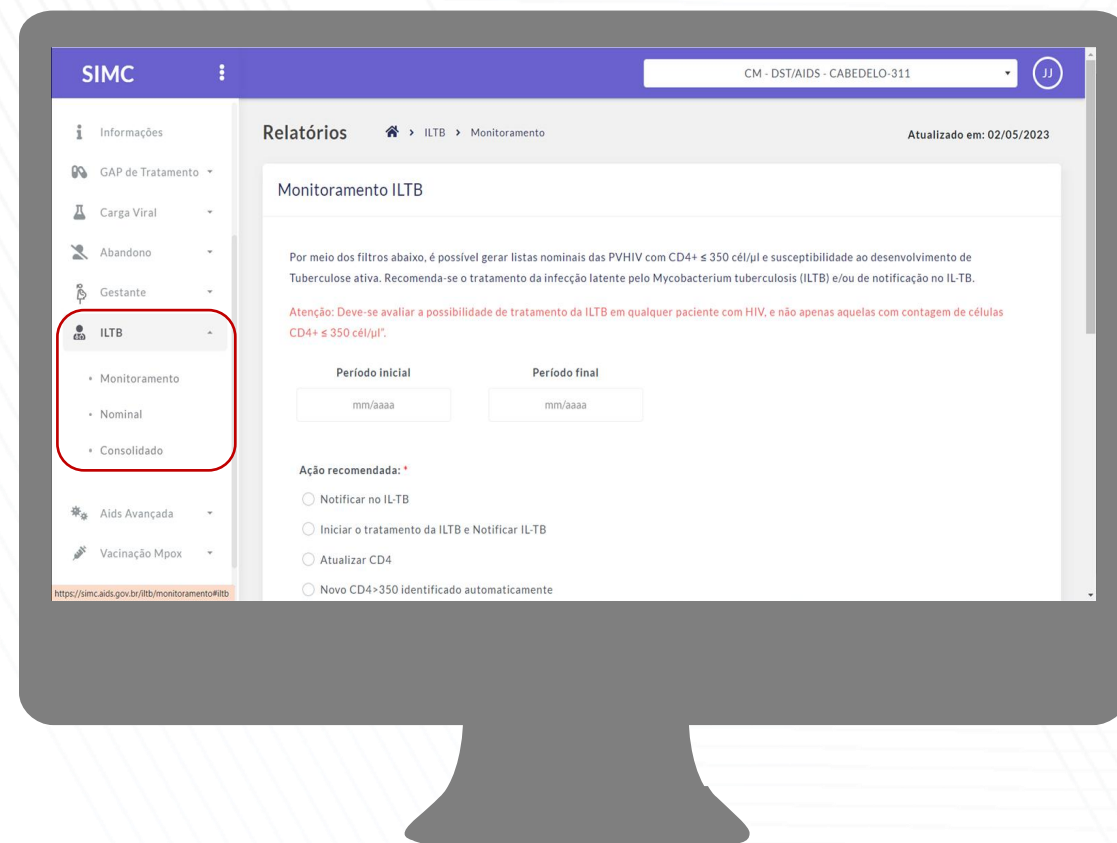 SIMC
CM - DST/AIDS - CABEDELO-311
JJ
Informações
GAP de Tratamento
Carga Viral
Abandono
Gestante
ILTB
Monitoramento
Nominal
Consolidado
Aids Avançada
Vacinação Mpox
https://simc.aids.gov.br/iltb/monitoramento#iltb
Relatórios
ILTB > Monitoramento
Atualizado em: 02/05/2023
Monitoramento ILTB
Por meio dos filtros abaixo, é possível gerar listas nominais das PVHIV com CD4+ ≤ 350 cél/µl e susceptibilidade ao desenvolvimento de
Tuberculose ativa. Recomenda-se o tratamento da infecção latente pelo Mycobacterium tuberculosis (ILTB) e/ou de notificação no IL-TB.
Atenção: Deve-se avaliar a possibilidade de tratamento da ILTB em qualquer paciente com HIV, e não apenas aquelas com contagem de células
CD4+ ≤ 350 cél/µl”.
Período inicial Período final
mm/aaaa mm/aaaa
Ação recomendada: *
Notificar no IL-TB
Iniciar o tratamento da ILTB e Notificar IL-TB
Atualizar CD4
Novo CD4>350 identificado automaticamente